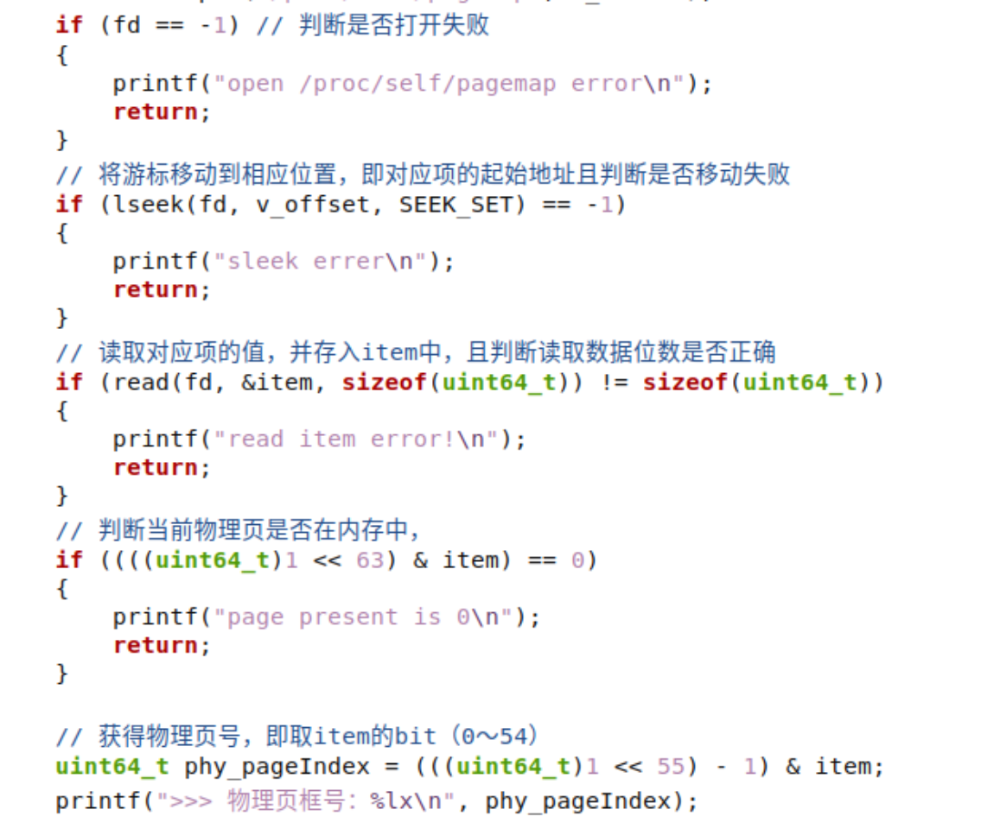 if (fd == -1) // 判断是否打开失败
{
printf("open /proc/self/pagemap error\n");
return;
}
// 将游标移动到相应位置，即对应项的起始地址且判断是否移动失败
if (lseek(fd, v_offset, SEEK_SET) == -1)
{
printf("sleek errer\n");
return;
}
// 读取对应项的值，并存入item中，且判断读取数据位数是否正确
if (read(fd, &item, sizeof(uint64_t)) != sizeof(uint64_t))
{
printf("read item error!\n");
return;
}
// 判断当前物理页是否在内存中，
if ((((uint64_t)1 << 63) & item) == 0)
{
printf("page present is 0\n");
return;
}
// 获得物理页号，即取item的bit（0～54）
uint64_t phy_pageIndex = (((uint64_t)1 << 55) - 1) & item;
printf(">>> 物理页框号：%lx\n", phy_pageIndex);